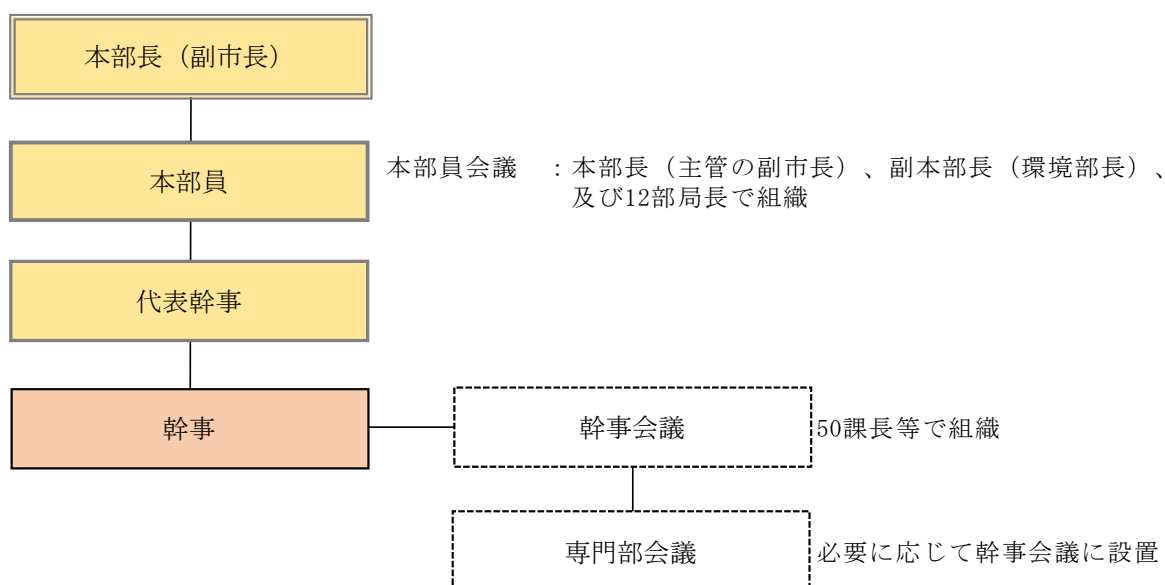 本部長（副市長）
本部員
本部員会議　：本部長（主管の副市長）、副本部長（環境部長）、
及び12部局長で組織
代表幹事
幹事
幹事会議
50課長等で組織
専門部会議
必要に応じて幹事会議に設置